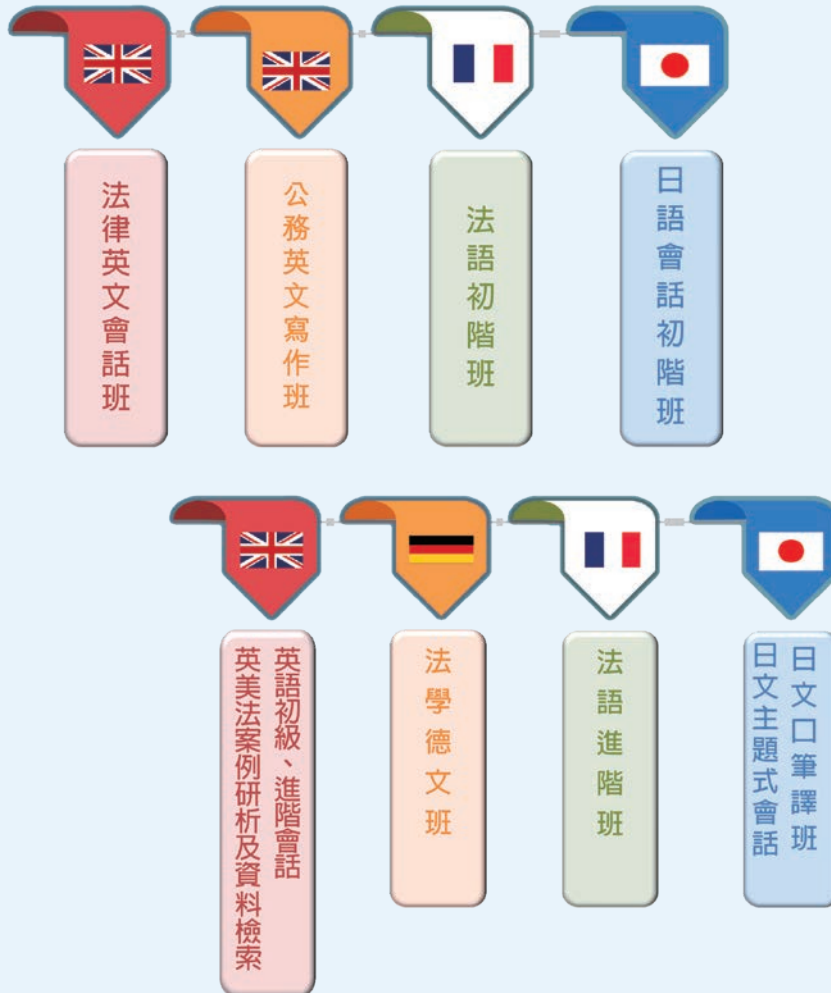 法律英文會話班
公務英文寫作班
法語初階班
日語會話初階班
英語初級、進階會話
英美法案例研析及資料檢索
法學德文班
法語進階班
日文口筆譯班
日文主題式會話